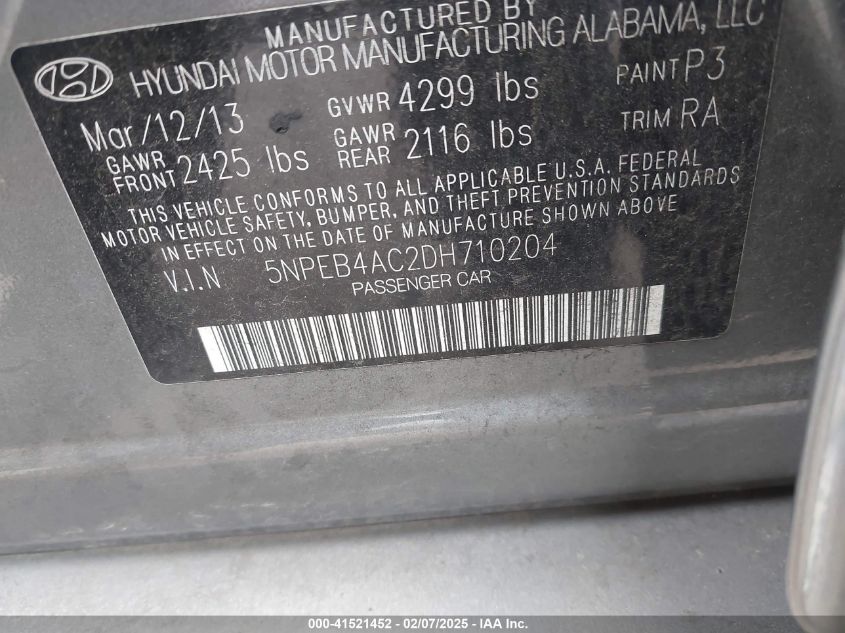 MANUFACTURED BY
HYUNDAI MOTOR MANUFACTURING ALABAMA, LLC
Mar/12/13 GVWR 4299 lbs PAINT P3
GAWR FRONT 2425 lbs GAWR REAR 2116 lbs TRIM RA
THIS VEHICLE CONFORMS TO ALL APPLICABLE U.S.A. FEDERAL
MOTOR VEHICLE SAFETY, BUMPER, AND THEFT PREVENTION STANDARDS
IN EFFECT ON THE DATE OF MANUFACTURE SHOWN ABOVE
V.I.N 5NPEB4AC2DH710204
PASSENGER CAR
000-41521452 - 02/07/2025 - IAA Inc.